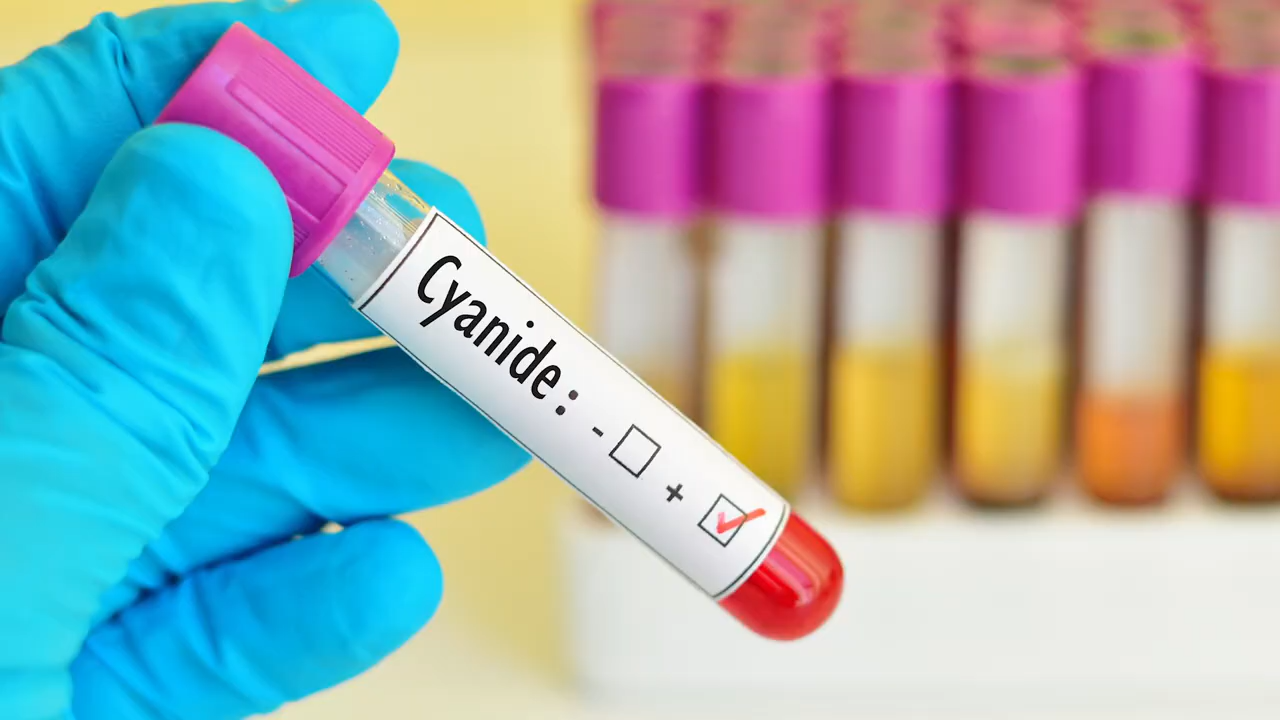 Cyanide :
- ☐
+ ☑